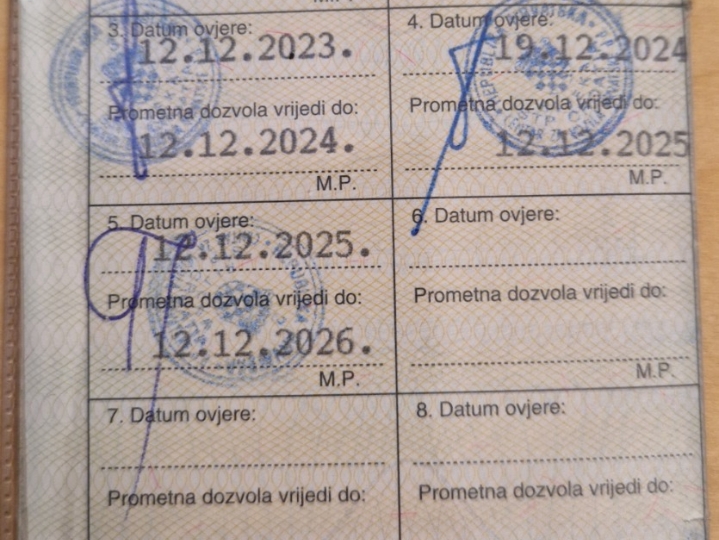 M.P.
3. Datum ovjere:
12.12.2023.
Prometna dozvola vrijedi do:
12.12.2024.
M.P.
4. Datum ovjere:
19.12.2024
Prometna dozvola vrijedi do:
12.12.2025
M.P.
5. Datum ovjere:
12.12.2025.
Prometna dozvola vrijedi do:
12.12.2026.
M.P.
6. Datum ovjere:
Prometna dozvola vrijedi do:
M.P.
7. Datum ovjere:
Prometna dozvola vrijedi do:
8. Datum ovjere:
Prometna dozvola vrijedi do: